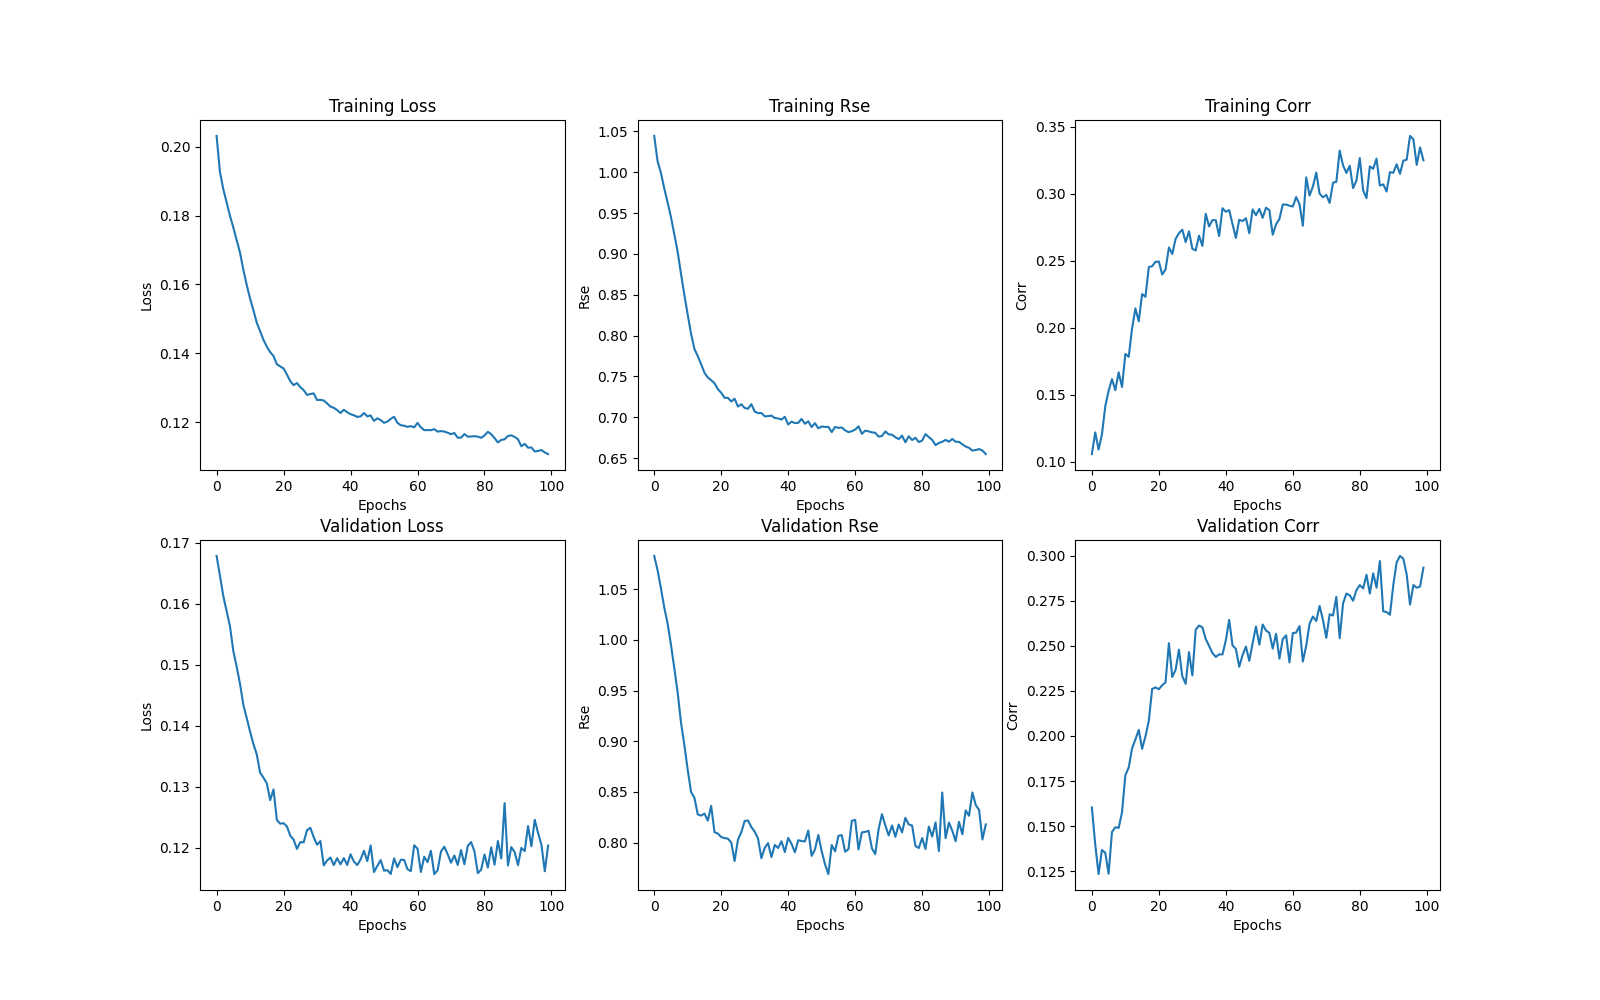 Training Loss
Loss
0.20
0.18
0.16
0.14
0.12
0 20 40 60 80 100
Epochs
Training Rse
Rse
1.05
1.00
0.95
0.90
0.85
0.80
0.75
0.70
0.65
0 20 40 60 80 100
Epochs
Training Corr
Corr
0.35
0.30
0.25
0.20
0.15
0.10
0 20 40 60 80 100
Epochs
Validation Loss
Loss
0.17
0.16
0.15
0.14
0.13
0.12
0 20 40 60 80 100
Epochs
Validation Rse
Rse
1.05
1.00
0.95
0.90
0.85
0.80
0 20 40 60 80 100
Epochs
Validation Corr
Corr
0.300
0.275
0.250
0.225
0.200
0.175
0.150
0.125
0 20 40 60 80 100
Epochs